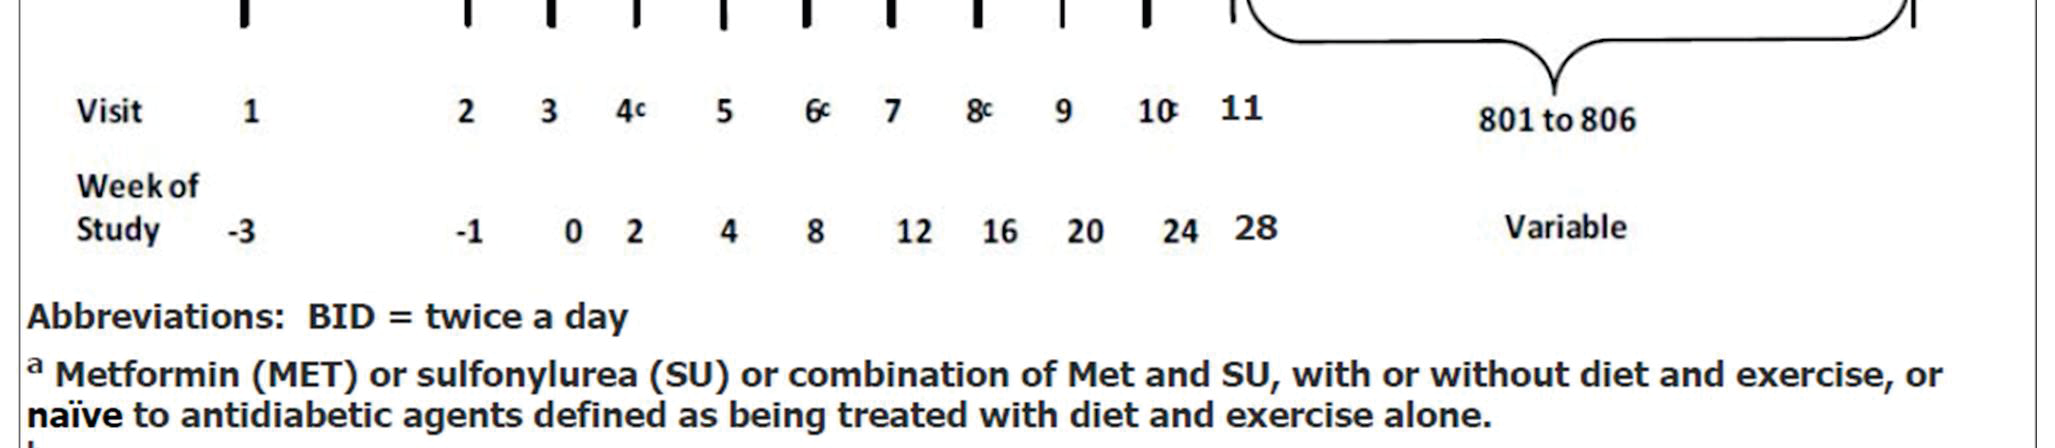 Visit 1 2 3 4c 5 6c 7 8c 9 10c 11 801 to 806
Week of
Study -3 -1 0 2 4 8 12 16 20 24 28 Variable
Abbreviations: BID = twice a day
a Metformin (MET) or sulfonylurea (SU) or combination of Met and SU, with or without diet and exercise, or
naïve to antidiabetic agents defined as being treated with diet and exercise alone.